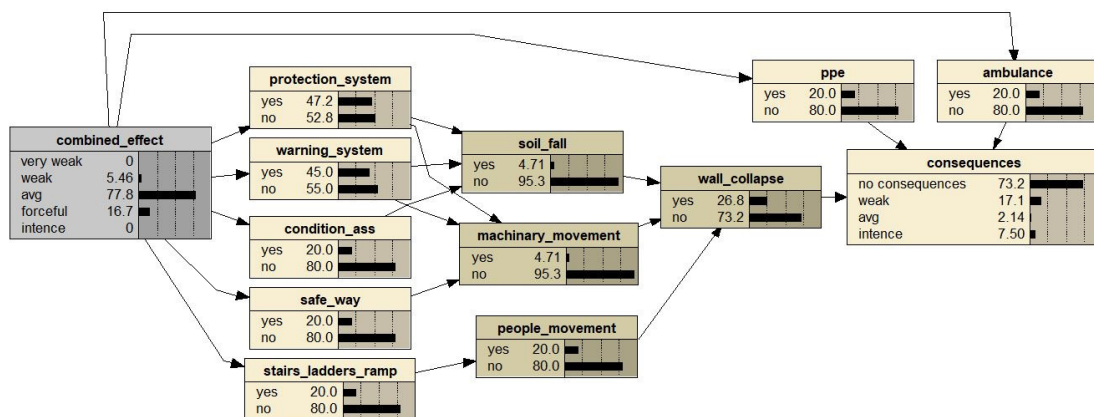 combined_effect
very weak 0
weak 5.46
avg 77.8
forceful 16.7
intence 0
protection_system
yes 47.2
no 52.8
warning_system
yes 45.0
no 55.0
condition_ass
yes 20.0
no 80.0
safe_way
yes 20.0
no 80.0
stairs_ladders_ramp
yes 20.0
no 80.0
soil_fall
yes 4.71
no 95.3
machinary_movement
yes 4.71
no 95.3
people_movement
yes 20.0
no 80.0
wall_collapse
yes 26.8
no 73.2
ppe
yes 20.0
no 80.0
ambulance
yes 20.0
no 80.0
consequences
no consequences 73.2
weak 17.1
avg 2.14
intence 7.50